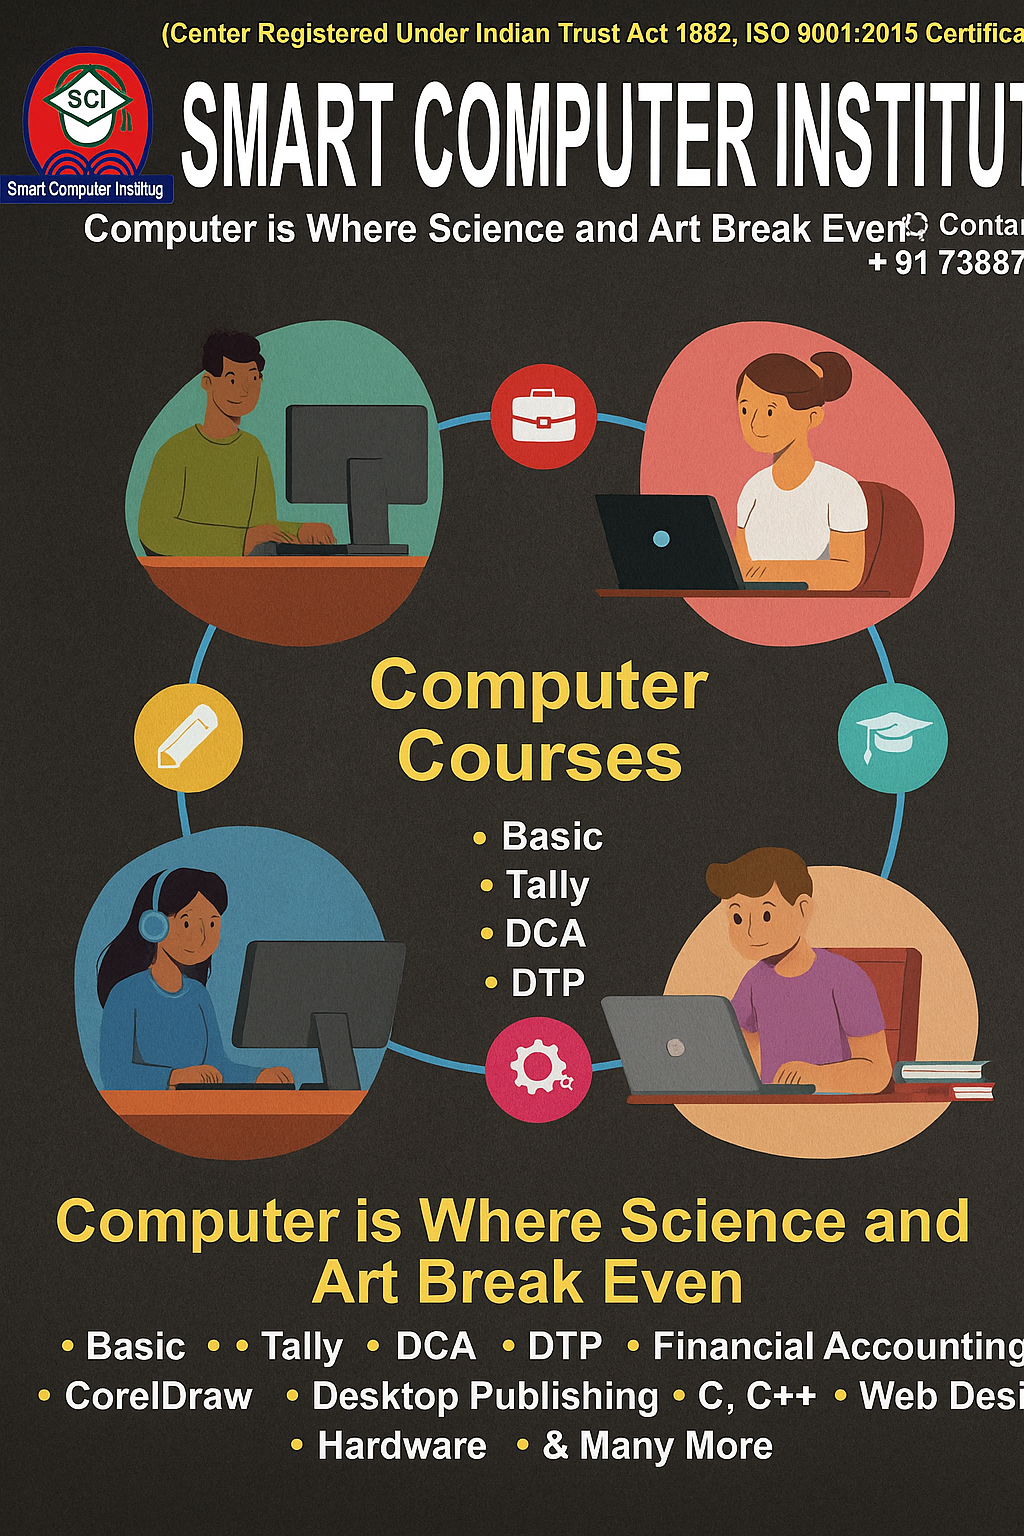 (Center Registered Under Indian Trust Act 1882, ISO 9001:2015 Certifica
SCI
Smart Computer Institug
SMART COMPUTER INSTITUT
Computer is Where Science and Art Break Even.
Contar
+ 91 73887
Computer
Courses
• Basic
• Tally
• DCA
• DTP
Computer is Where Science and
Art Break Even
• Basic • • Tally • DCA • DTP • Financial Accounting
• CorelDraw • Desktop Publishing • C, C++ • Web Desi
• Hardware • & Many More